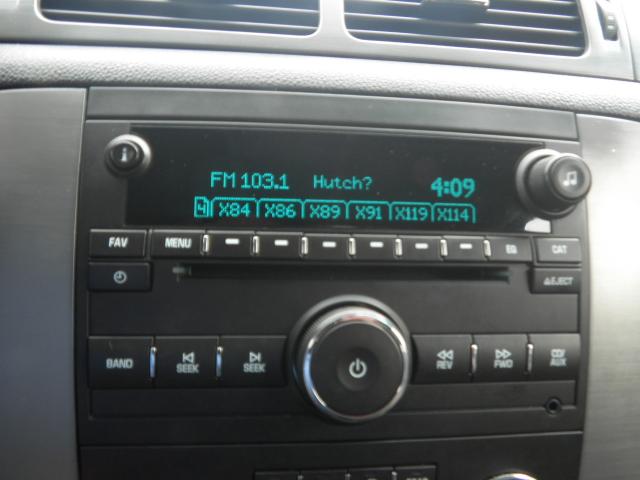 FM 103.1 Hutch? 4:09
X84 X86 X89 X91 X119 X114
FAV MENU EQ CAT
EJECT
BAND SEEK SEEK REV FWD CD/AUX